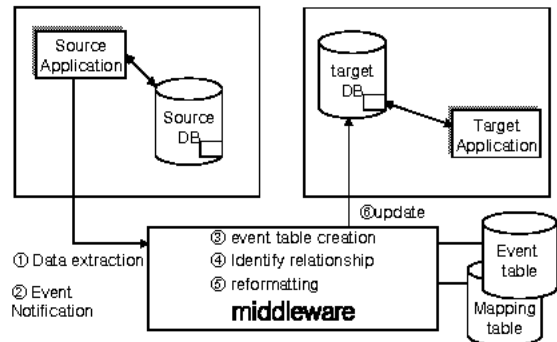 Source
Application
Source
DB
target
DB
Target
Application
⑥update
① Data extraction
② Event
Notification
③ event table creation
④ Identify relationship
⑤ reformatting
middleware
Event
table
Mapping
table